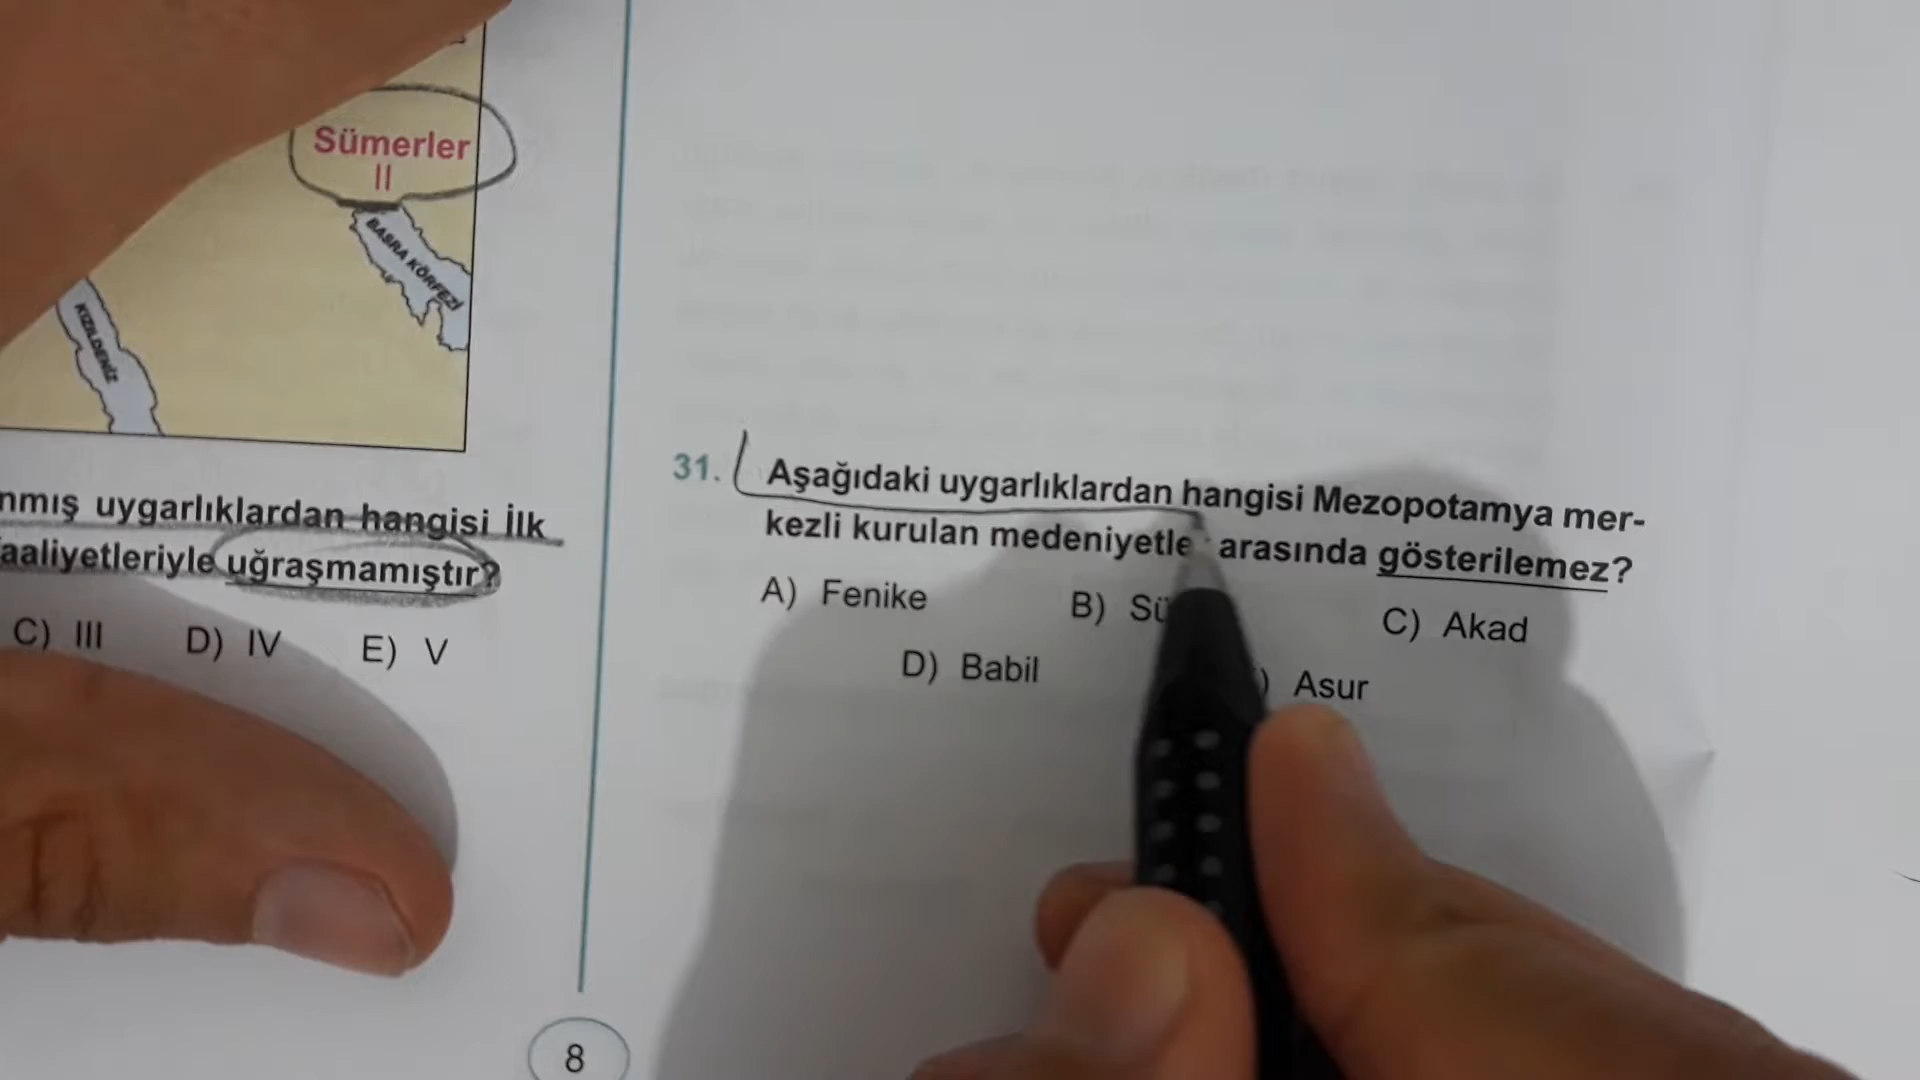 Sümerler
II
BASRA KÖRFEZİ
KIZILDENİZ
nmış uygarlıklardan hangisi İlk
aaliyetleriyle uğraşmamıştır?
C) III D) IV E) V
31. Aşağıdaki uygarlıklardan hangisi Mezopotamya mer-
kezli kurulan medeniyetle arasında gösterilemez?
A) Fenike B) Sü C) Akad
D) Babil ) Asur
8